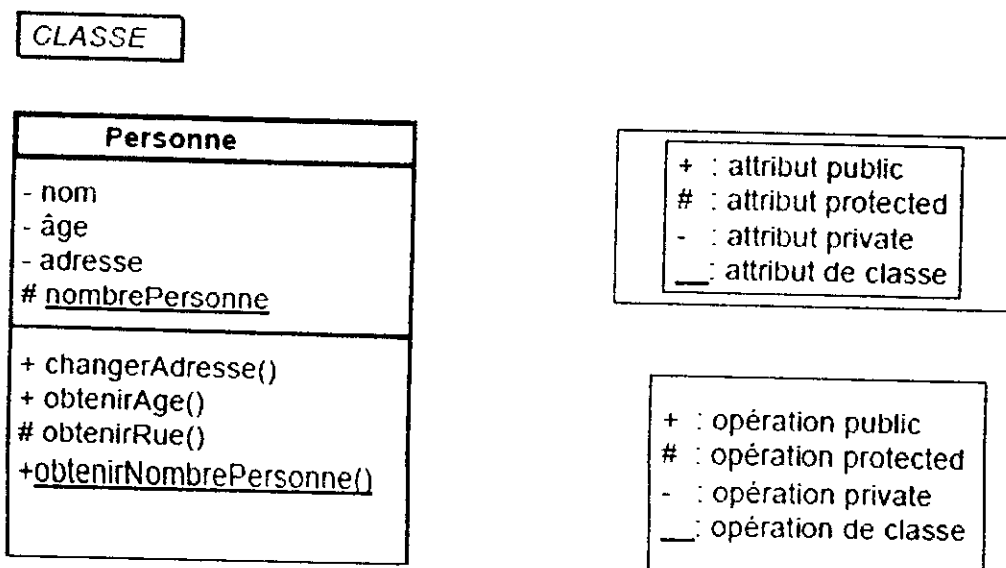 CLASSE
Personne
- nom
- âge
- adresse
# nombrePersonne
+ changerAdresse()
+ obtenirAge()
# obtenirRue()
+obtenirNombrePersonne()
+ : attribut public
# : attribut protected
- : attribut private
__: attribut de classe
+ : opération public
# : opération protected
- : opération private
__: opération de classe